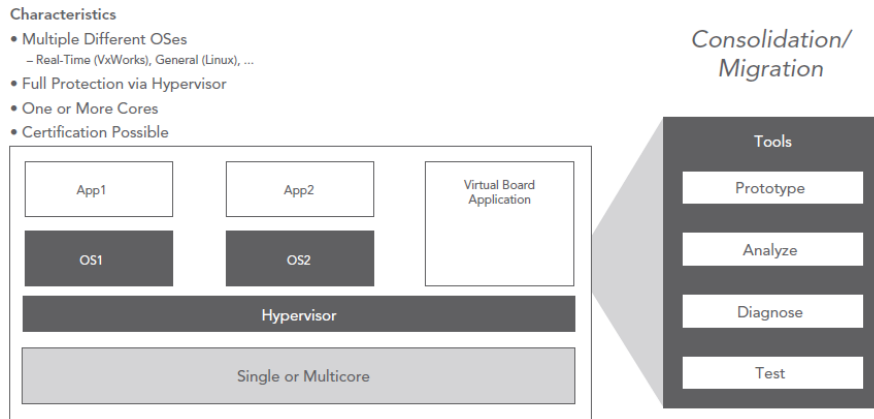 Characteristics
• Multiple Different OSes
– Real-Time (VxWorks), General (Linux), ...
• Full Protection via Hypervisor
• One or More Cores
• Certification Possible
Consolidation/
Migration
App1
App2
Virtual Board
Application
OS1
OS2
Hypervisor
Single or Multicore
Tools
Prototype
Analyze
Diagnose
Test